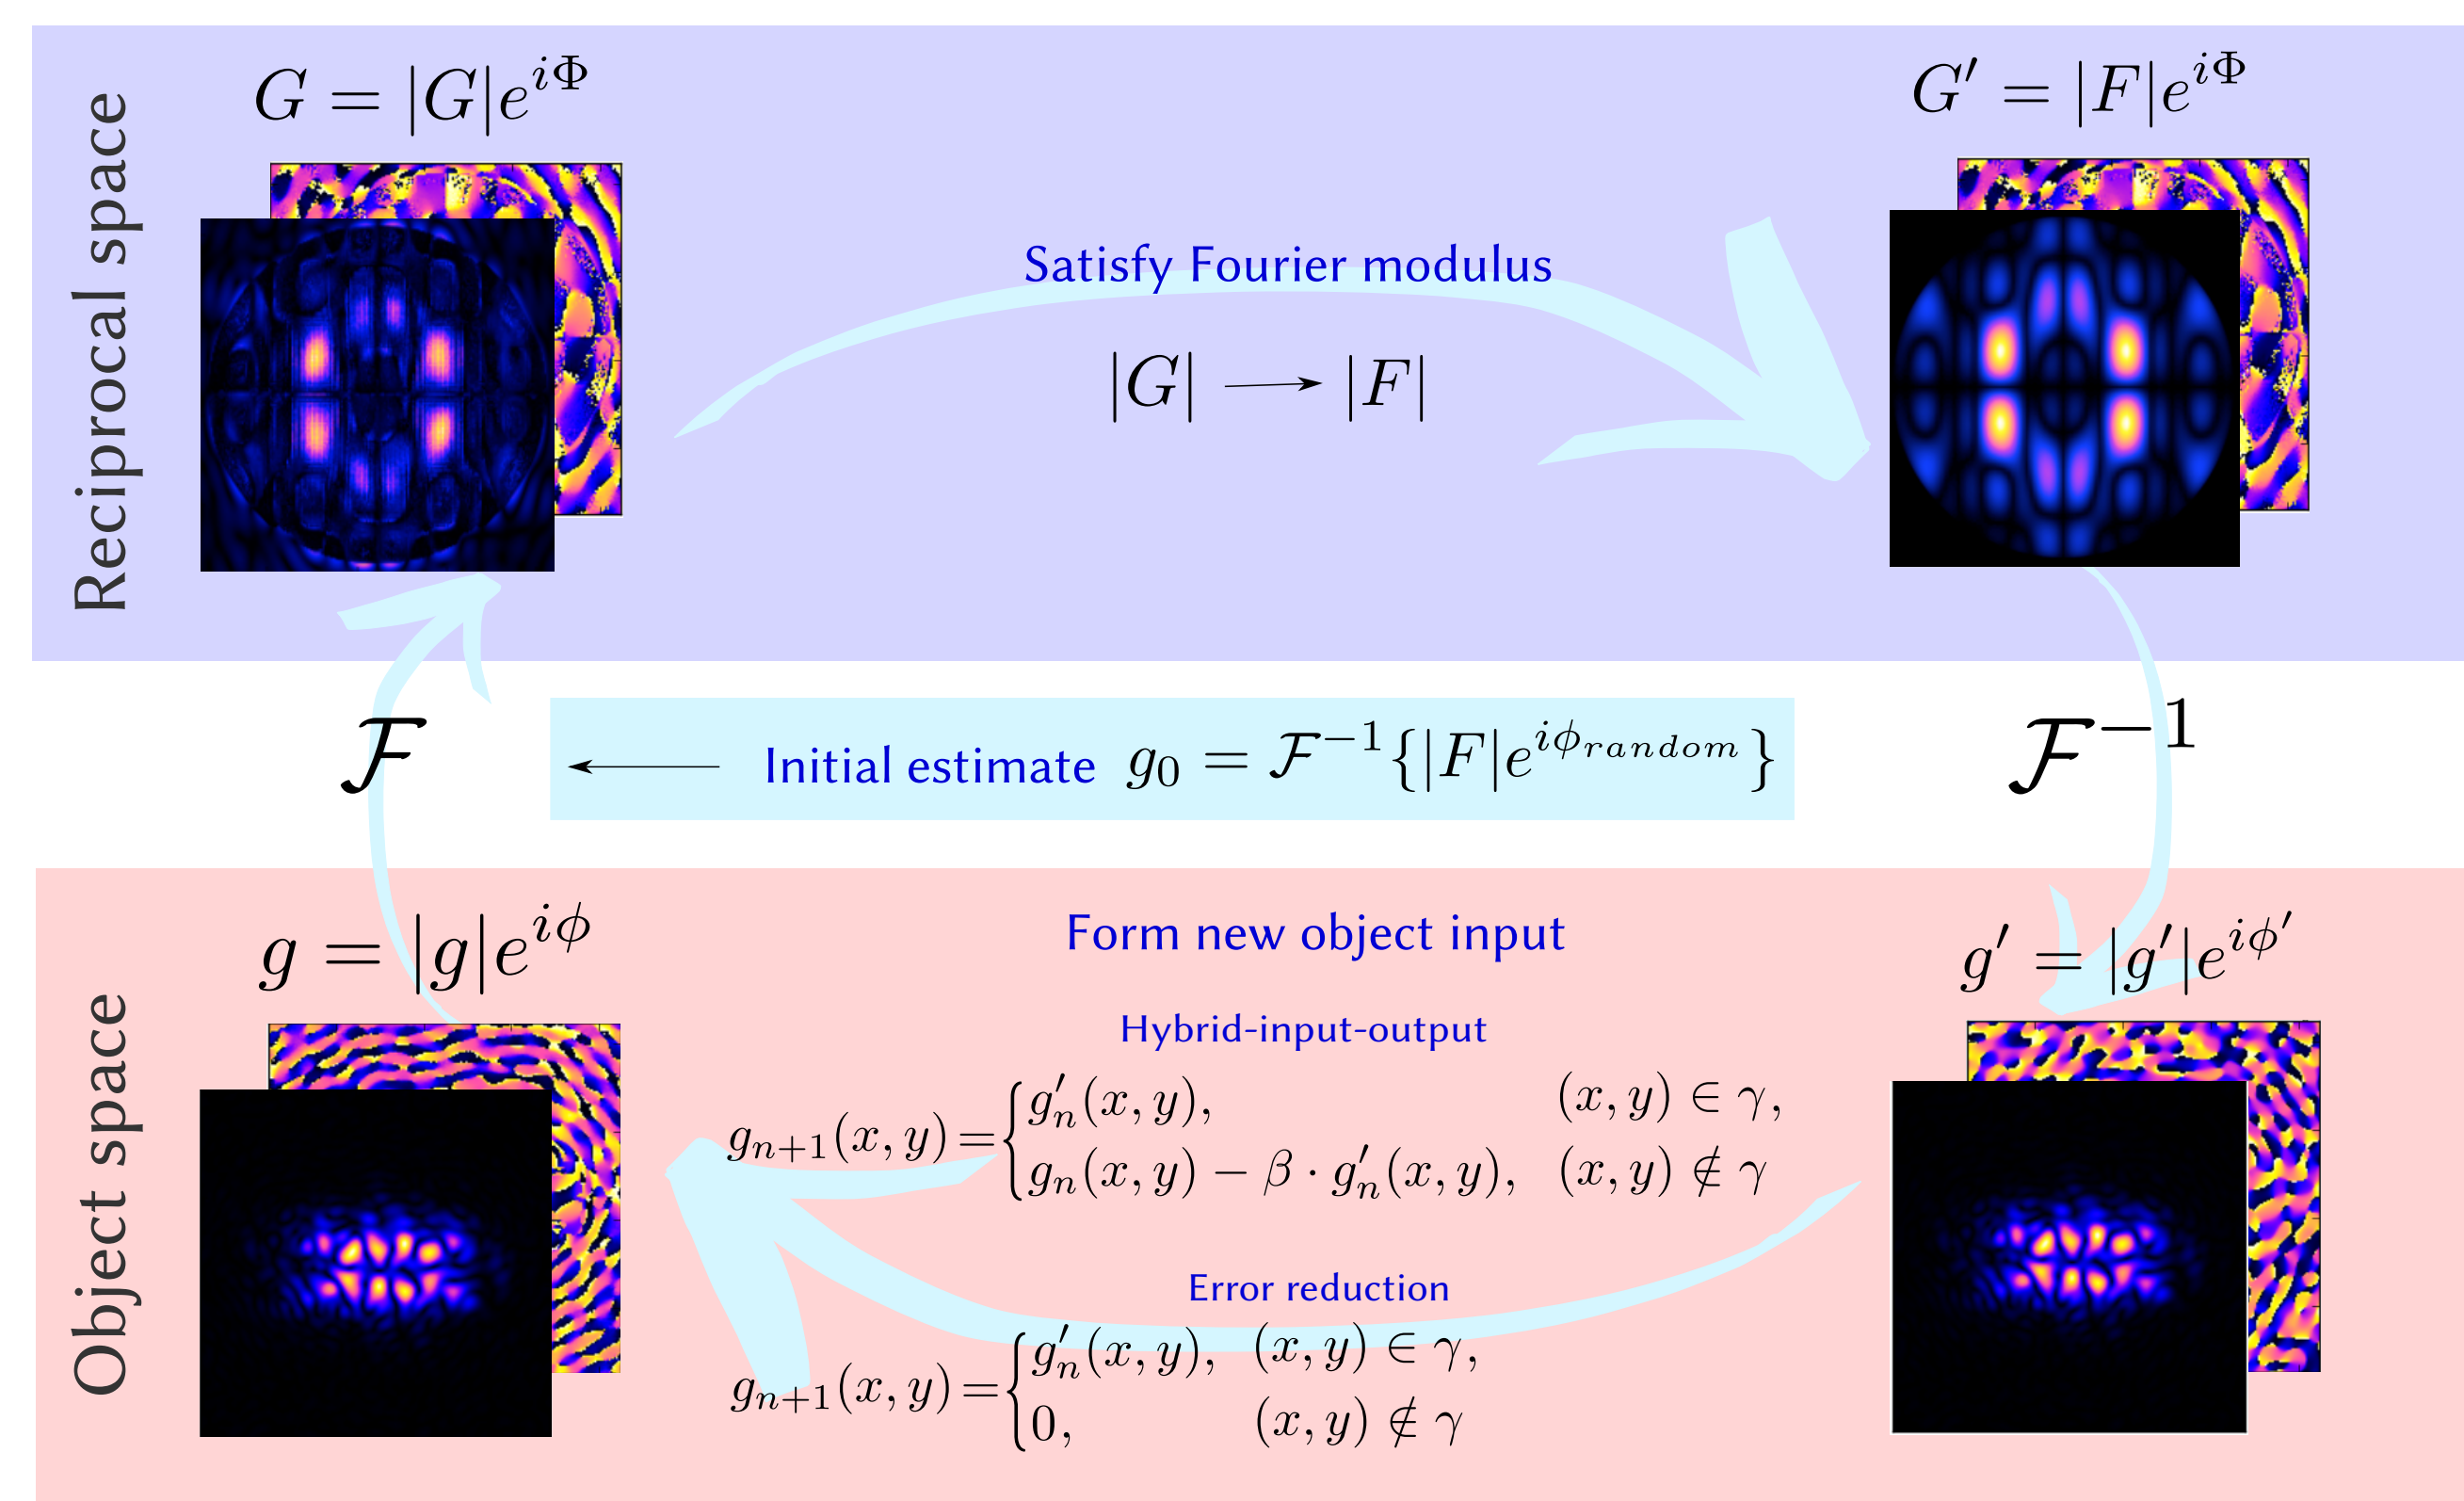 Reciprocal space
G = |G|e^{iΦ}
G′ = |F|e^{iΦ}
Satisfy Fourier modulus
|G| → |F|
ℱ
← Initial estimate g₀ = ℱ⁻¹{|F|e^{iϕ_{random}}}
ℱ⁻¹
Object space
g = |g|e^{iϕ}
Form new object input
g′ = |g′|e^{iϕ′}
Hybrid-input-output
g_{n+1}(x, y) = { g′_n(x, y), (x, y) ∈ γ,
g_n(x, y) − β · g′_n(x, y), (x, y) ∉ γ
Error reduction
g_{n+1}(x, y) = { g′_n(x, y), (x, y) ∈ γ,
0, (x, y) ∉ γ